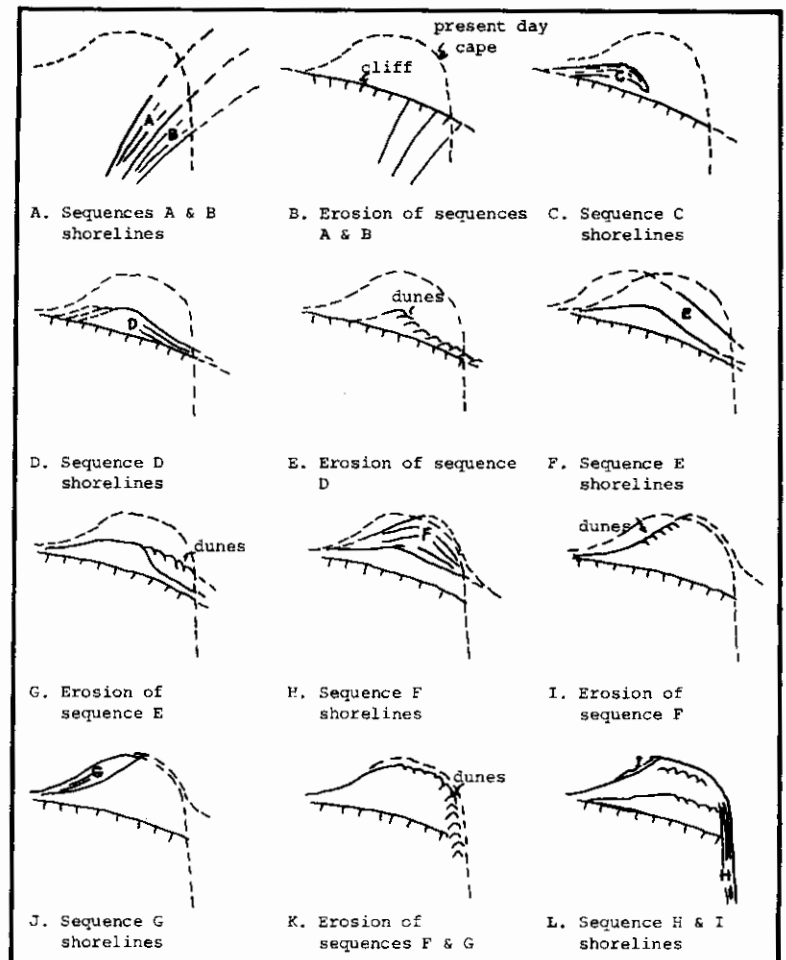 present day
cape
cliff
C
A
B
A. Sequences A & B
shorelines
B. Erosion of sequences
A & B
C. Sequence C
shorelines
D
dunes
E
D. Sequence D
shorelines
E. Erosion of sequence
D
F. Sequence E
shorelines
dunes
F
dunes
G. Erosion of
sequence E
H. Sequence F
shorelines
I. Erosion of
sequence F
G
dunes
I
H
J. Sequence G
shorelines
K. Erosion of
sequences F & G
L. Sequence H & I
shorelines